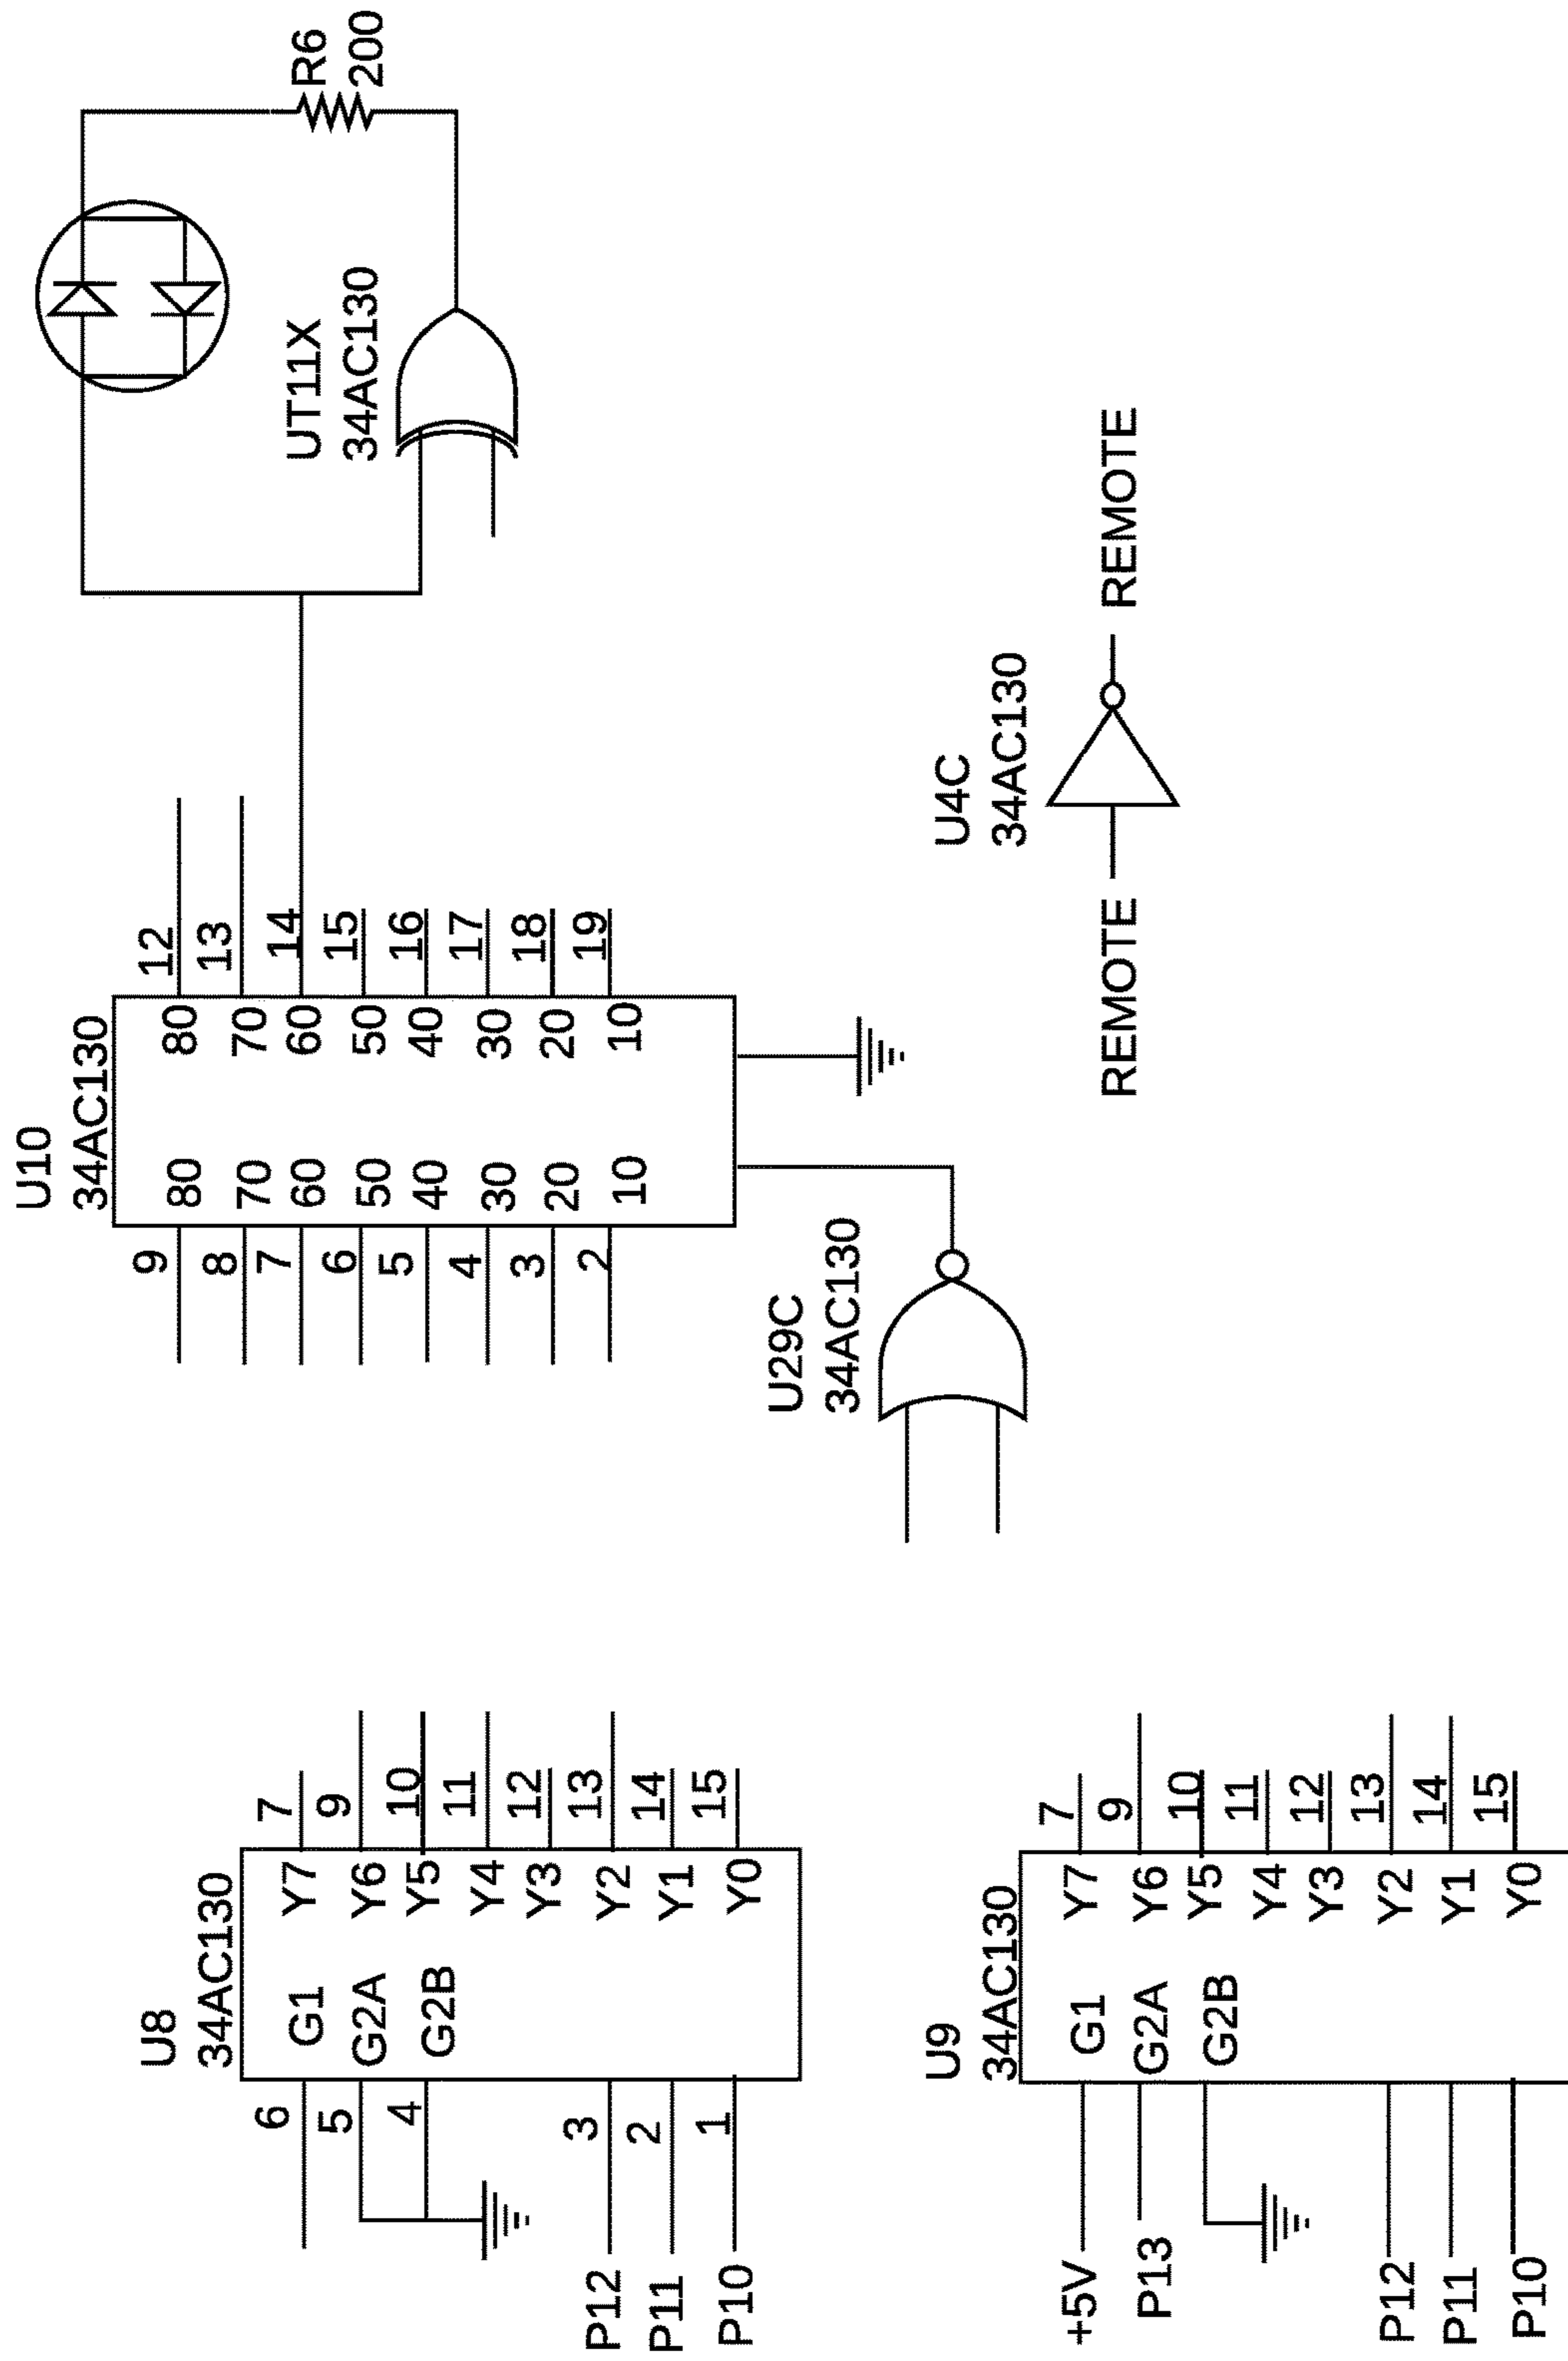 R6
200
UT11X
34AC130
U10
34AC130
9
8
7
6
5
4
3
2
80
70
60
50
40
30
20
10
80
70
60
50
40
30
20
10
12
13
14
15
16
17
18
19
U29C
34AC130
U4C
34AC130
REMOTE
REMOTE
U8
34AC130
6
5
4
3
2
1
P12
P11
P10
G1
G2A
G2B
Y7
Y6
Y5
Y4
Y3
Y2
Y1
Y0
7
9
10
11
12
13
14
15
U9
34AC130
+5V
P13
P12
P11
P10
G1
G2A
G2B
Y7
Y6
Y5
Y4
Y3
Y2
Y1
Y0
7
9
10
11
12
13
14
15